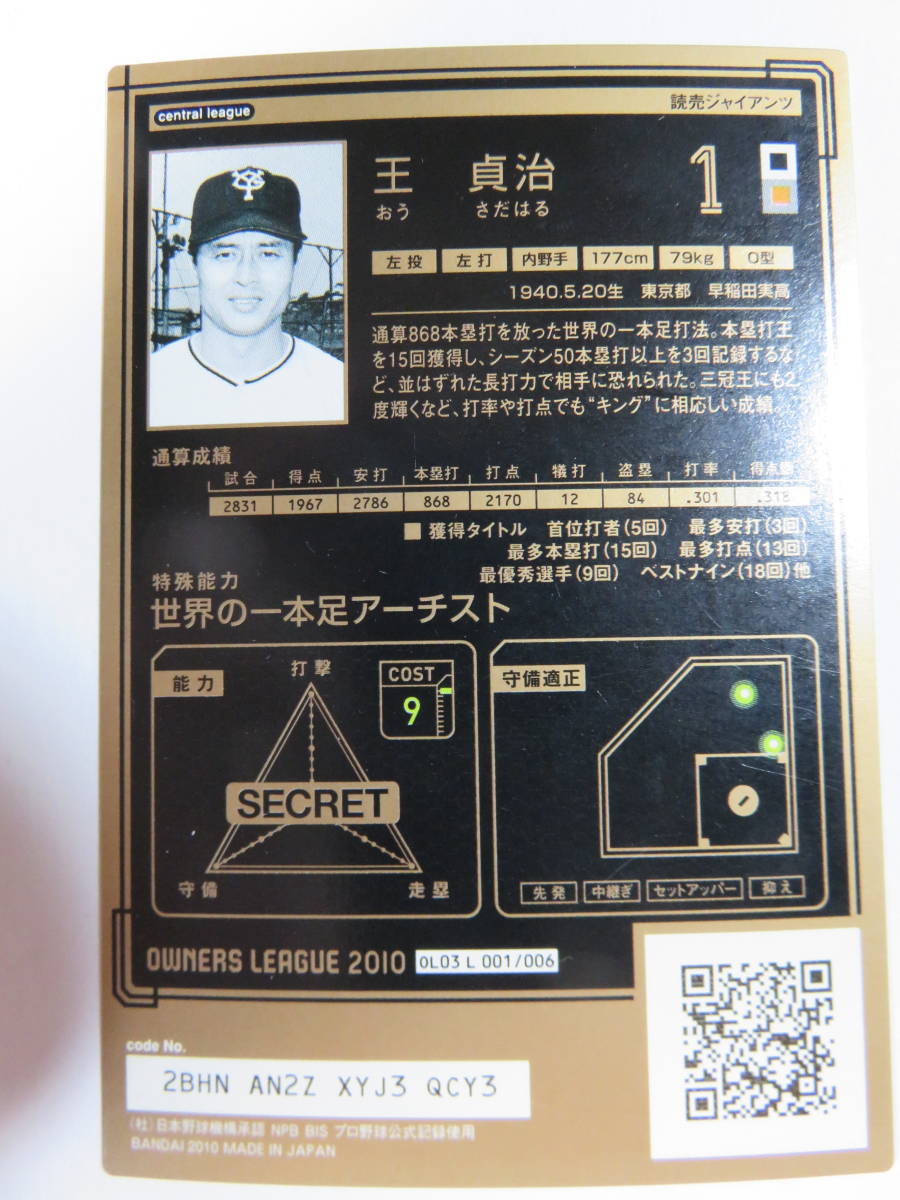 central league
読売ジャイアンツ
王 貞治
おう さだはる
1
左投 左打 内野手 177cm 79kg O型
1940.5.20生 東京都 早稲田実高
通算868本塁打を放った世界の一本足打法。本塁打王
を15回獲得し、シーズン50本塁打以上を3回記録するな
ど、並はずれた長打力で相手に恐れられた。三冠王にも2
度輝くなど、打率や打点でも“キング”に相応しい成績。
通算成績
試合 得点 安打 本塁打 打点 犠打 盗塁 打率
2831 1967 2786 868 2170 12 84 .301 .318
■ 獲得タイトル 首位打者(5回) 最多安打(3回)
最多本塁打(15回) 最多打点(13回)
最優秀選手(9回) ベストナイン(18回)他
特殊能力
世界の一本足アーチスト
能力
打撃
COST
9
SECRET
守備 走塁
守備適正
先発 中継ぎ セットアッパー 抑え
OWNERS LEAGUE 2010 OL03 L 001/006
code No.
2BHN AN2Z XYJ3 QCY3
(社)日本野球機構承認 NPB BIS プロ野球公式記録使用
BANDAI 2010 MADE IN JAPAN